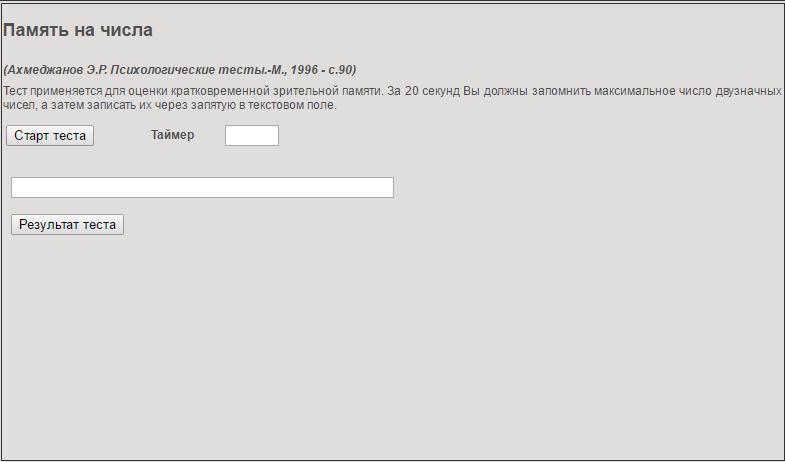 Память на числа
(Ахмеджанов Э.Р. Психологические тесты.-М., 1996 - с.90)
Тест применяется для оценки кратковременной зрительной памяти. За 20 секунд Вы должны запомнить максимальное число двузначных
чисел, а затем записать их через запятую в текстовом поле.
Старт теста Таймер
Результат теста